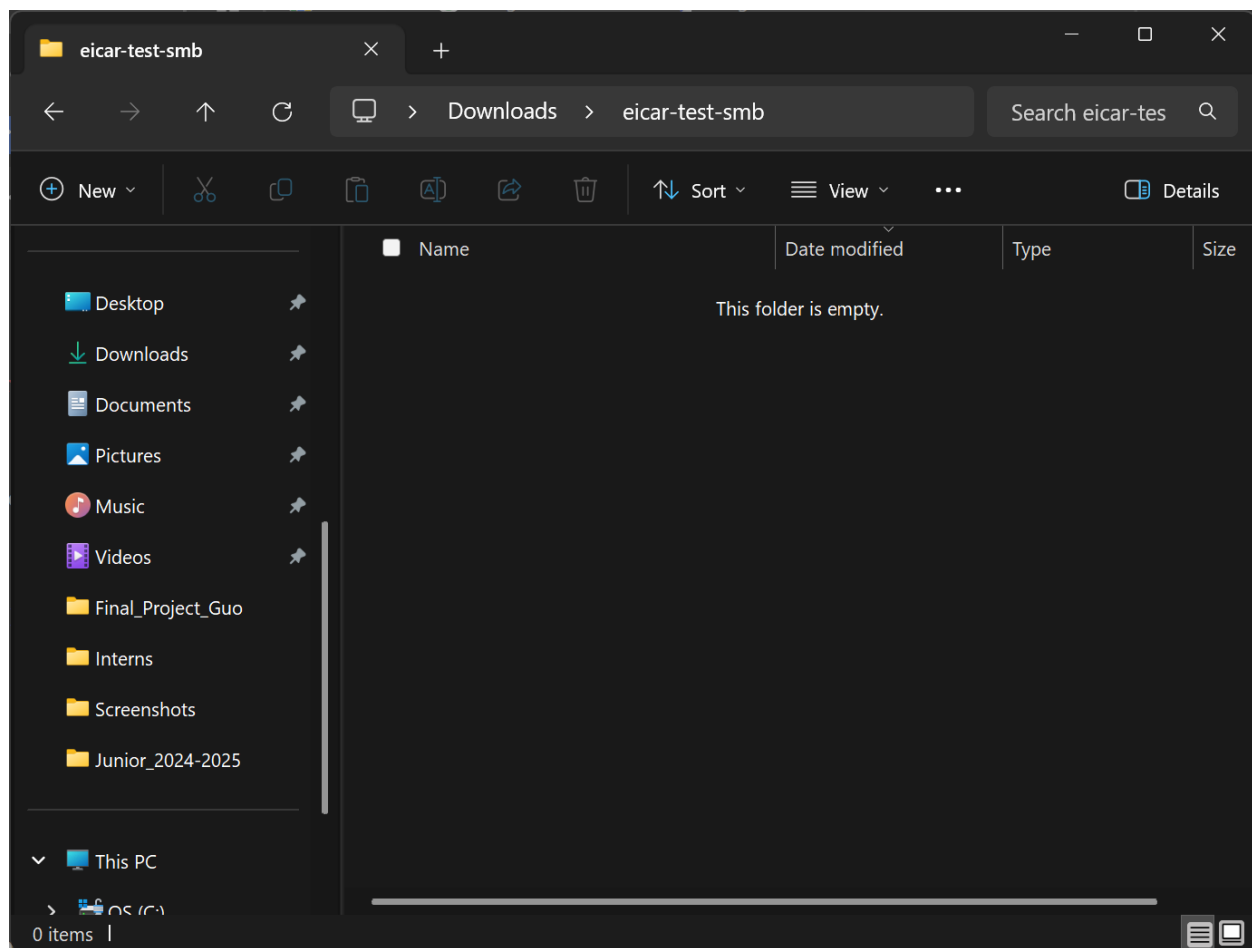 eicar-test-smb
Downloads > eicar-test-smb
Search eicar-tes
New
Sort
View
Details
Name
Date modified
Type
Size
This folder is empty.
Desktop
Downloads
Documents
Pictures
Music
Videos
Final_Project_Guo
Interns
Screenshots
Junior_2024-2025
This PC
OS (C:)
0 items